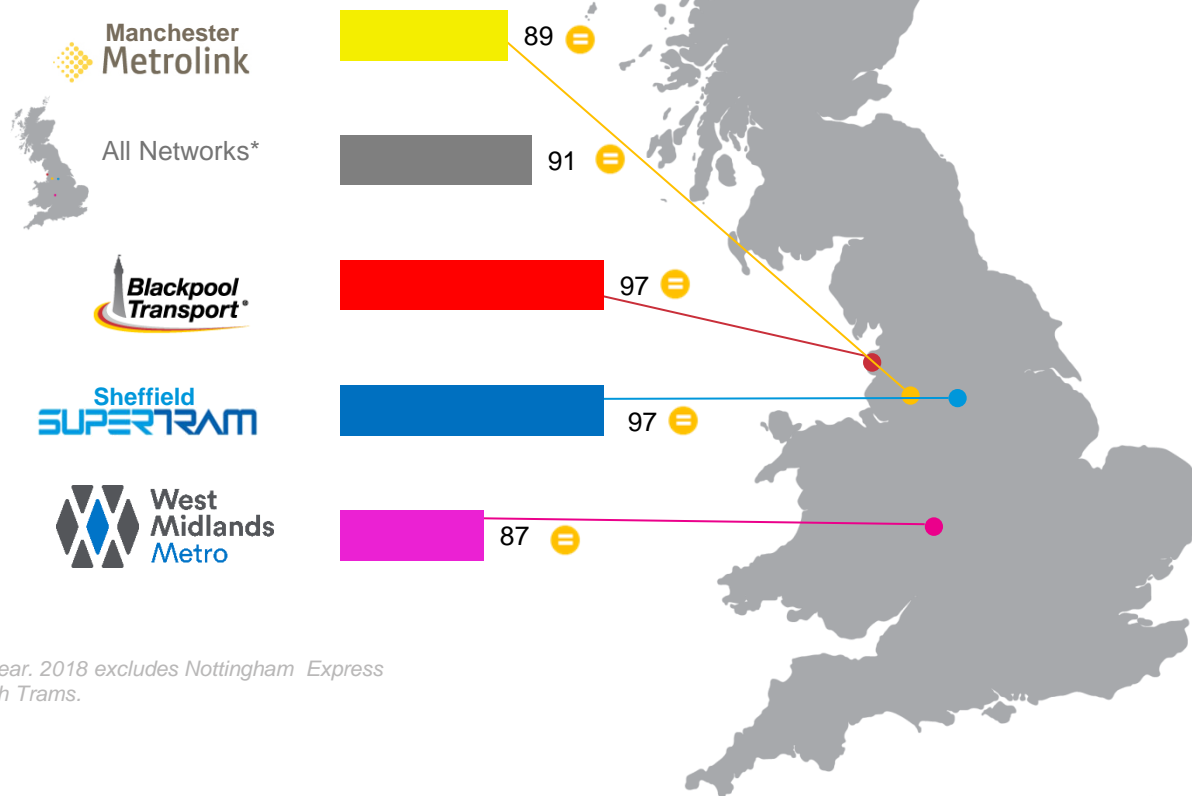 Manchester
Metrolink
89
All Networks*
91
Blackpool
Transport
97
Sheffield
SUPERTRAM
97
West
Midlands
Metro
87
ear. 2018 excludes Nottingham Express
h Trams.